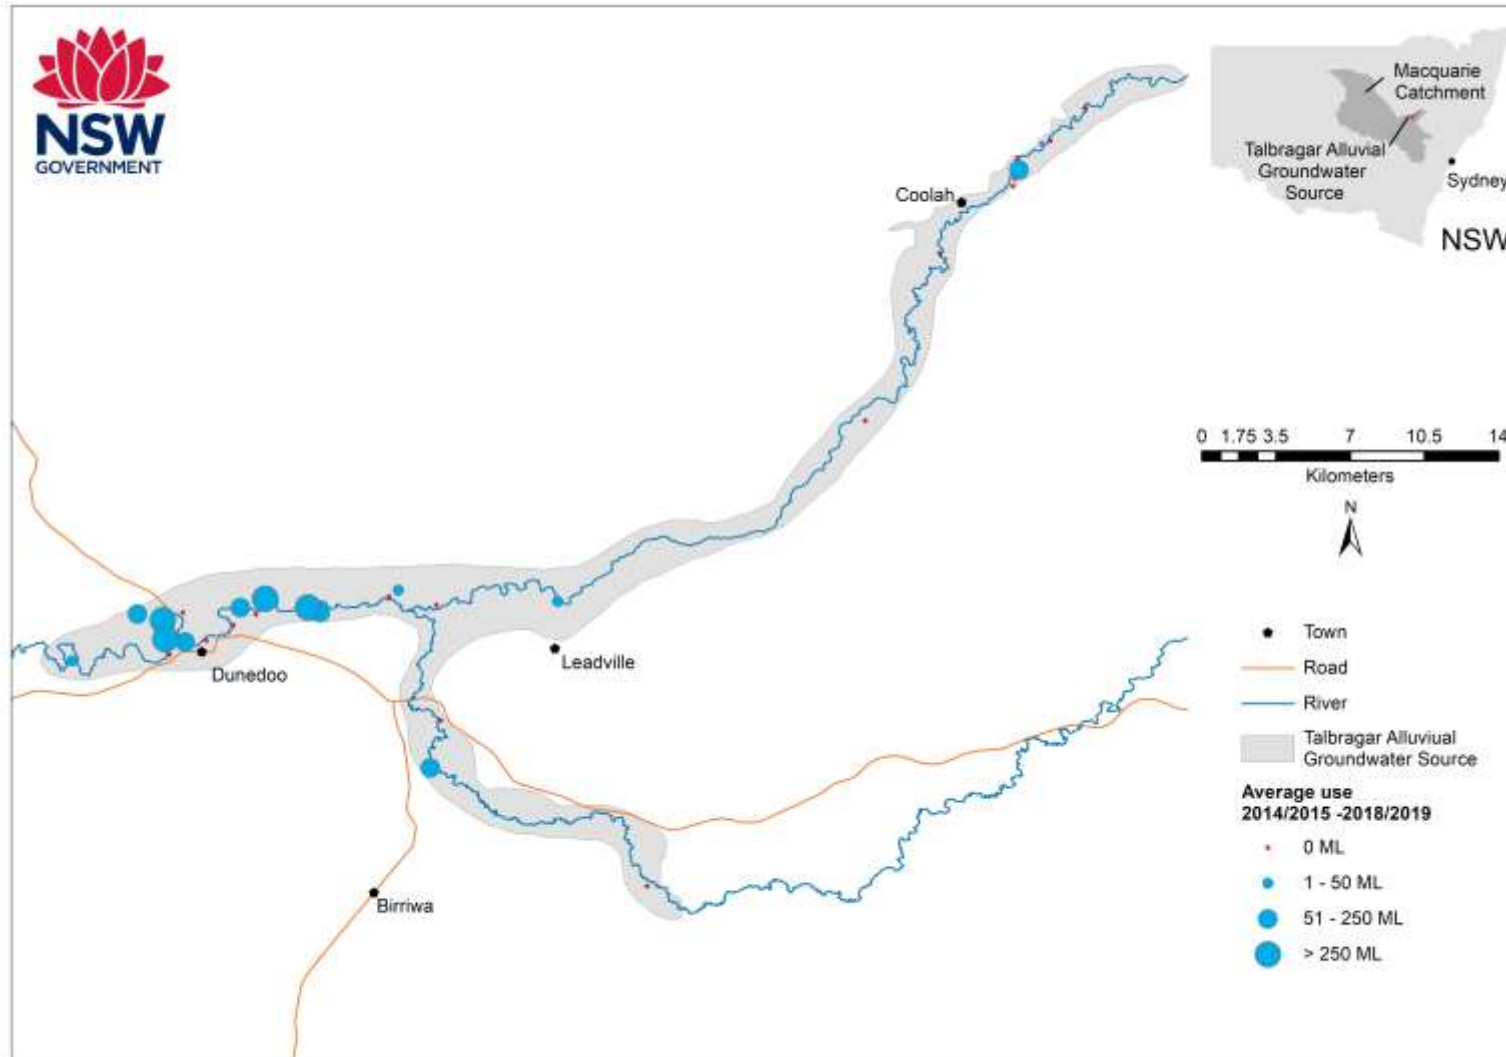 NSW
GOVERNMENT
Macquarie
Catchment
Talbragar Alluvial
Groundwater
Source
Sydney
NSW
Coolah
0 1.75 3.5 7 10.5 14
Kilometers
N
Leadville
Dunedoo
Birriwa
Town
Road
River
Talbragar Alluviual
Groundwater Source
Average use
2014/2015 -2018/2019
0 ML
1 - 50 ML
51 - 250 ML
> 250 ML